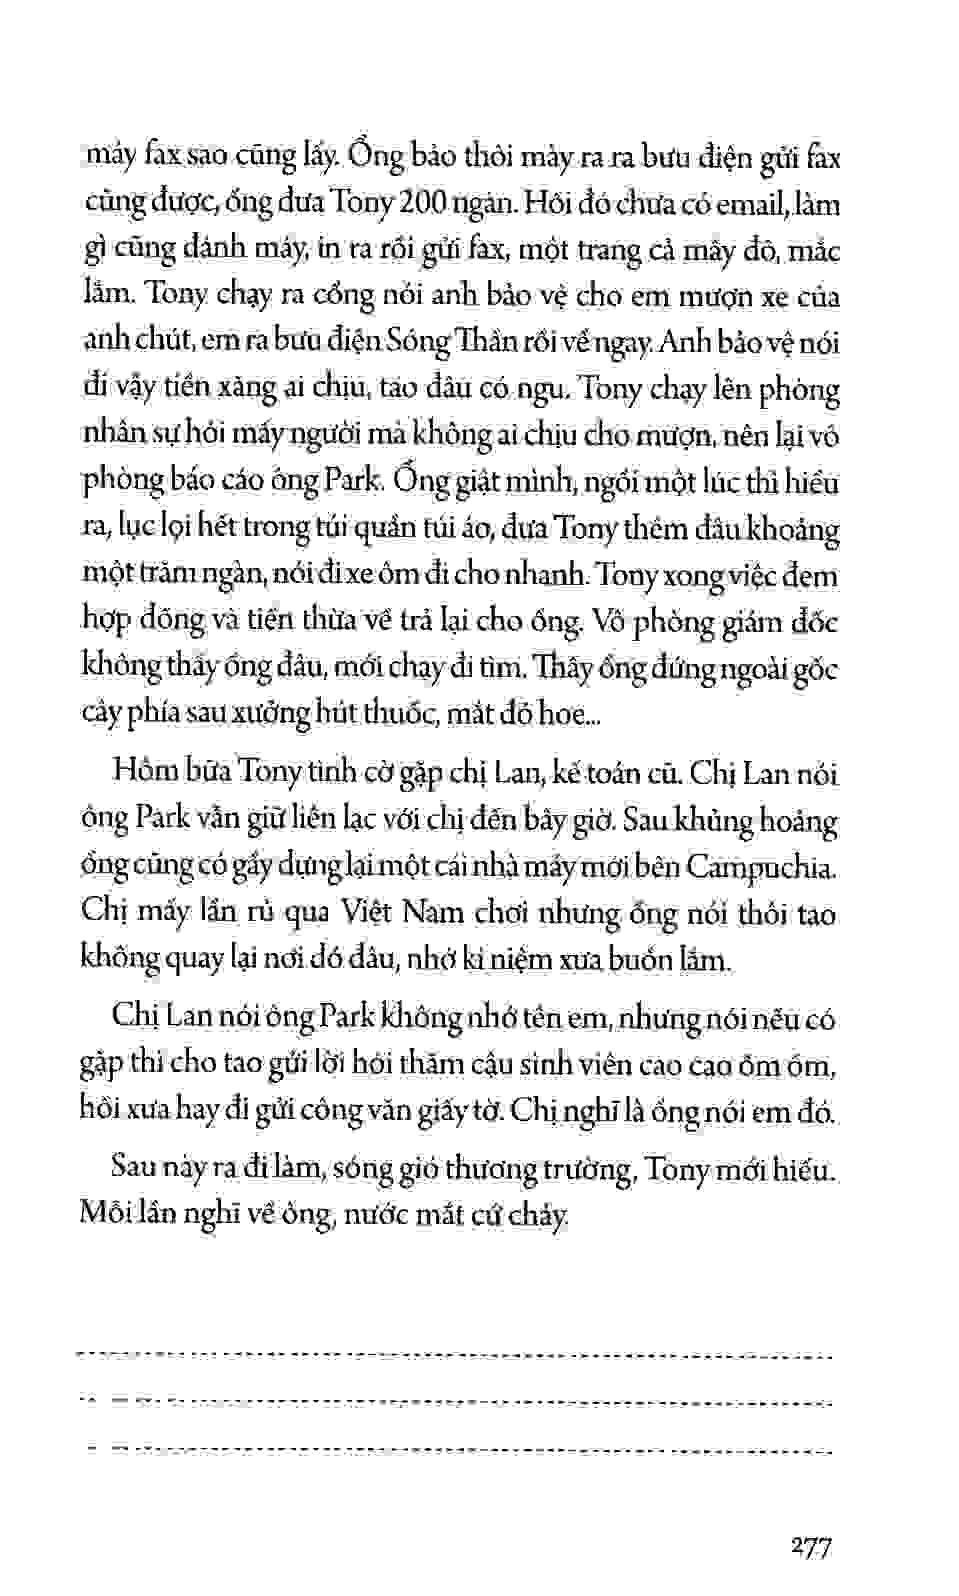 máy fax sao cũng lấy. Ổng bảo thôi mày ra ra bưu điện gửi fax
cũng được, ổng đưa Tony 200 ngàn. Hồi đó chưa có email, làm
gì cũng đánh máy, in ra rồi gửi fax, một trang cả mấy đô, mắc
lắm. Tony chạy ra cổng nói anh bảo vệ cho em mượn xe của
anh chút, em ra bưu điện Sóng Thần rồi về ngay. Anh bảo vệ nói
đi vậy tiền xăng ai chịu, tao đâu có ngu. Tony chạy lên phòng
nhân sự hỏi mấy người mà không ai chịu cho mượn, nên lại vô
phòng báo cáo ông Park. Ổng giật mình, ngồi một lúc thì hiểu
ra, lục lọi hết trong túi quần túi áo, đưa Tony thêm đâu khoảng
một trăm ngàn, nói đi xe ôm đi cho nhanh. Tony xong việc đem
hợp đồng và tiền thừa về trả lại cho ổng. Vô phòng giám đốc
không thấy ổng đâu, mới chạy đi tìm. Thấy ổng đứng ngoài gốc
cây phía sau xưởng hút thuốc, mắt đỏ hoe...
Hôm bữa Tony tình cờ gặp chị Lan, kế toán cũ. Chị Lan nói
ông Park vẫn giữ liên lạc với chị đến bây giờ. Sau khủng hoảng
ổng cũng có gầy dựng lại một cái nhà máy mới bên Campuchia.
Chị mấy lần rủ qua Việt Nam chơi nhưng ổng nói thôi tao
không quay lại nơi đó đâu, nhớ kỉ niệm xưa buồn lắm.
Chị Lan nói ông Park không nhớ tên em, nhưng nói nếu có
gặp thì cho tao gửi lời hỏi thăm cậu sinh viên cao cao ốm ốm,
hồi xưa hay đi gửi công văn giấy tờ. Chị nghĩ là ổng nói em đó.
Sau này ra đi làm, sóng gió thương trường, Tony mới hiểu.
Mỗi lần nghĩ về ông, nước mắt cứ chảy.
277